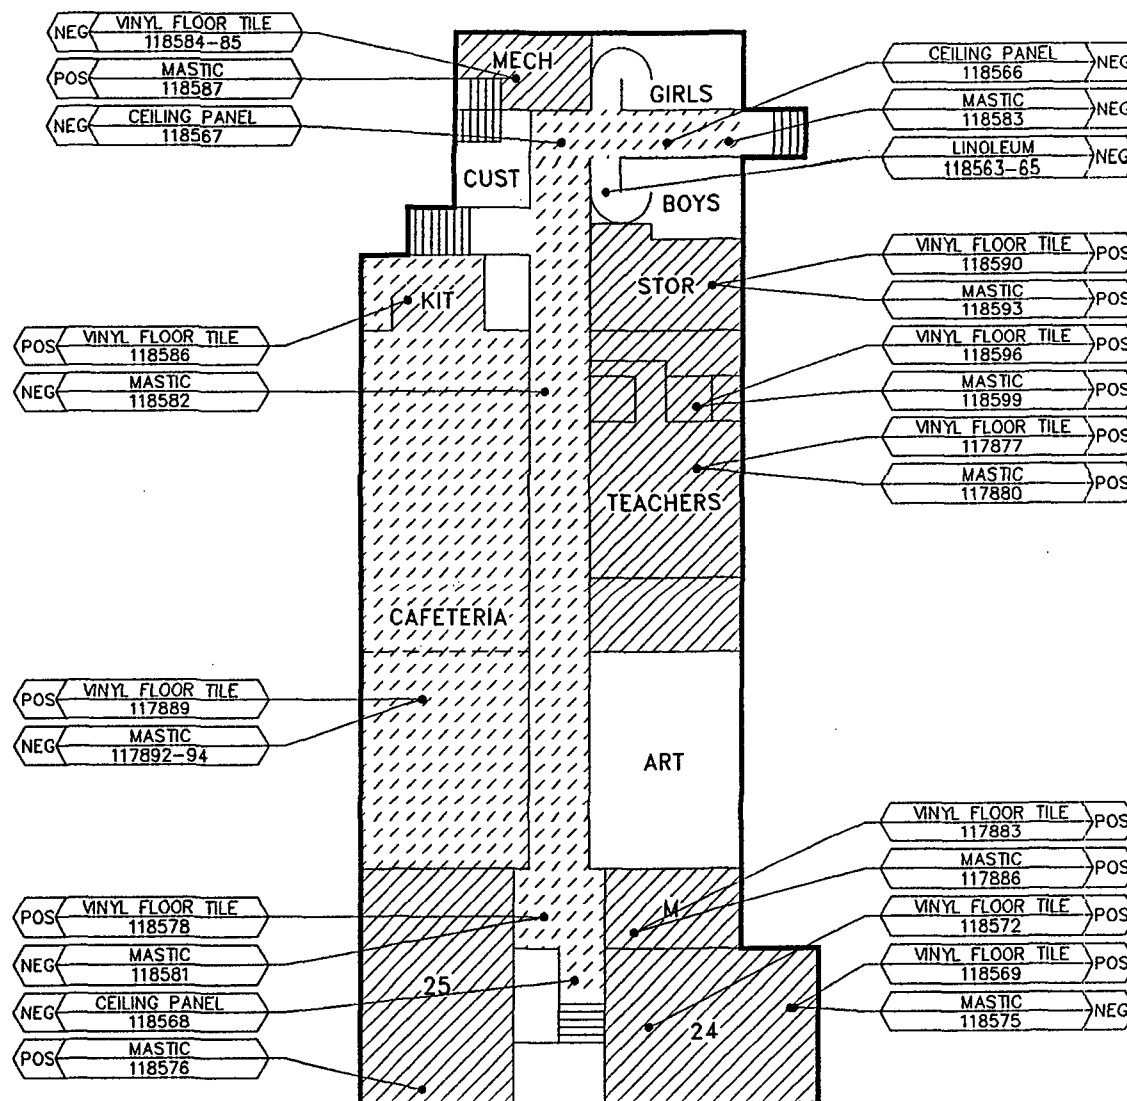 NEG VINYL FLOOR TILE
118584-85
POS MASTIC
118587
NEG CEILING PANEL
118567
MECH
GIRLS
CUST
BOYS
CEILING PANEL NEG
118566
MASTIC NEG
118583
LINOLEUM NEG
118563-65
KIT
STOR
VINYL FLOOR TILE POS
118590
MASTIC POS
118593
POS VINYL FLOOR TILE
118586
NEG MASTIC
118582
VINYL FLOOR TILE POS
118596
MASTIC POS
118599
VINYL FLOOR TILE POS
117877
MASTIC POS
117880
TEACHERS
CAFETERIA
POS VINYL FLOOR TILE
117889
NEG MASTIC
117892-94
ART
VINYL FLOOR TILE POS
117883
MASTIC POS
117886
VINYL FLOOR TILE POS
118572
VINYL FLOOR TILE POS
118569
MASTIC NEG
118575
M
POS VINYL FLOOR TILE
118578
NEG MASTIC
118581
NEG CEILING PANEL
118568
POS MASTIC
118576
25
24